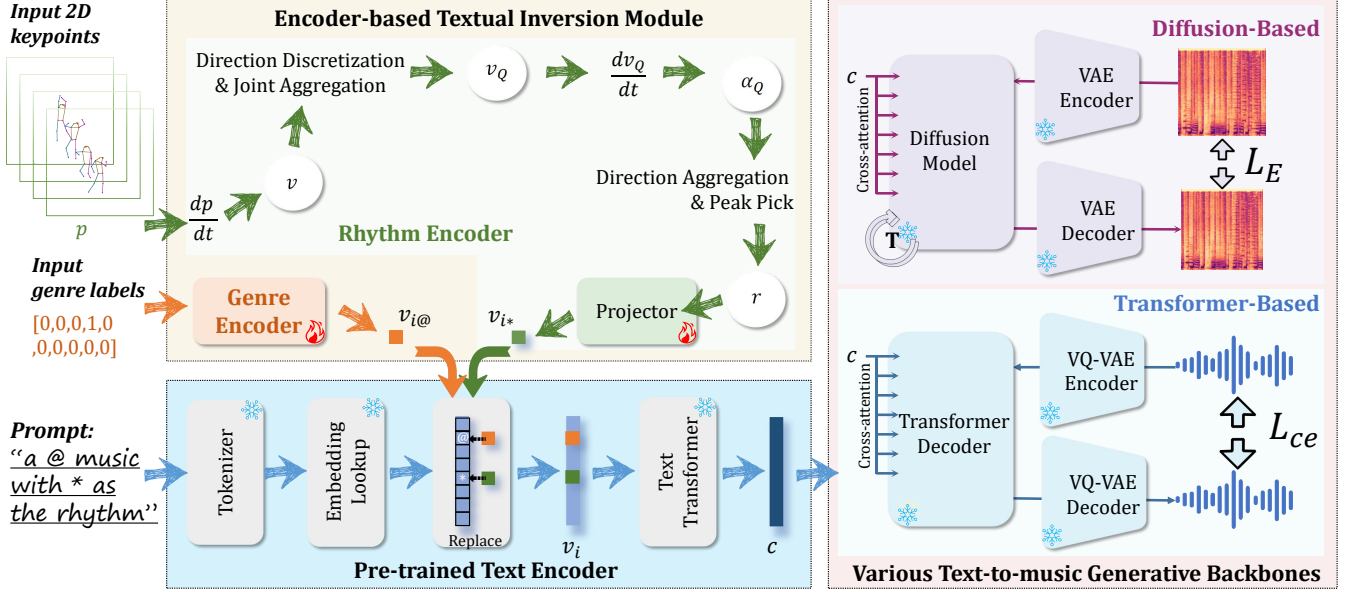 Input 2D
keypoints
p
Input
genre labels
[0,0,0,1,0
,0,0,0,0,0]
Prompt:
“a @ music
with * as
the rhythm”
Encoder-based Textual Inversion Module
Direction Discretization
& Joint Aggregation
v_Q
dv_Q
dt
α_Q
v
dp
dt
Direction Aggregation
& Peak Pick
Rhythm Encoder
r
Genre
Encoder
v_{i@}
v_{i*}
Projector
Tokenizer
Embedding
Lookup
@
*
Replace
v_i
Text
Transformer
c
Pre-trained Text Encoder
Diffusion-Based
c
Cross-attention
Diffusion
Model
T
VAE
Encoder
VAE
Decoder
L_E
Transformer-Based
c
Cross-attention
Transformer
Decoder
VQ-VAE
Encoder
VQ-VAE
Decoder
L_{ce}
Various Text-to-music Generative Backbones